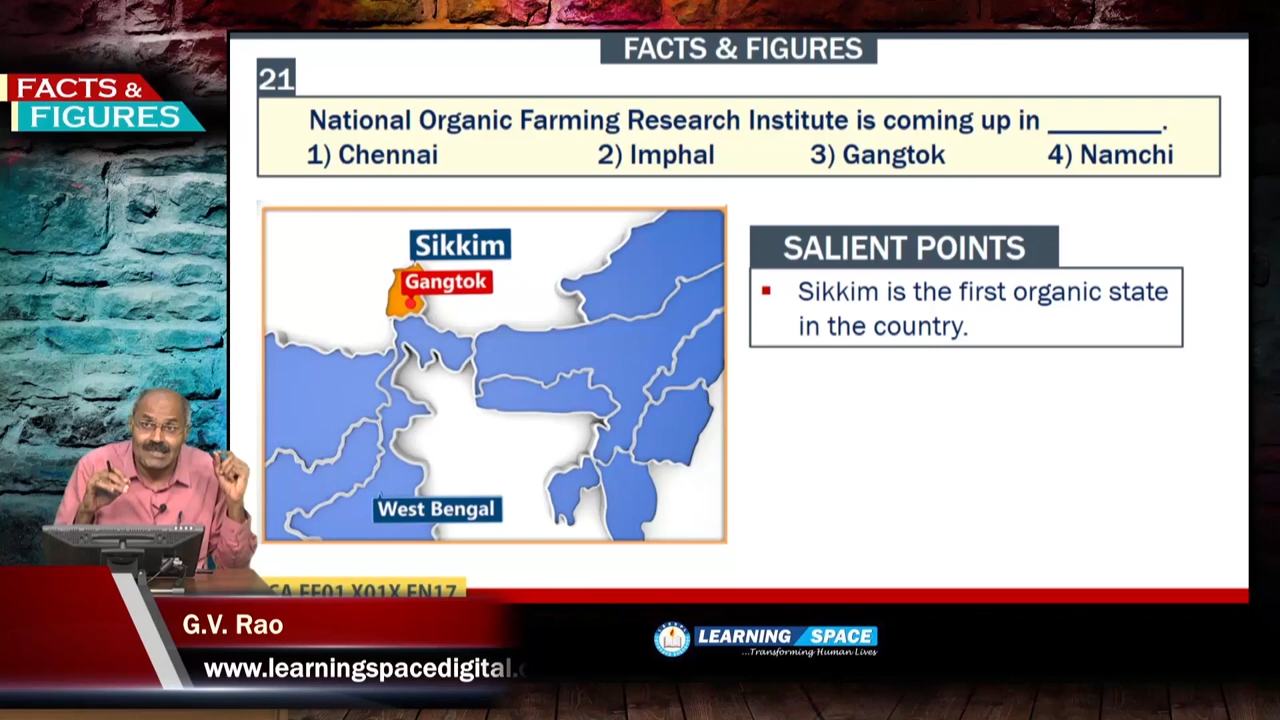 FACTS & FIGURES
21
FACTS &
FIGURES
National Organic Farming Research Institute is coming up in ________.
1) Chennai 2) Imphal 3) Gangtok 4) Namchi
Sikkim
Gangtok
West Bengal
SALIENT POINTS
▪ Sikkim is the first organic state
in the country.
G.V. Rao
www.learningspacedigital.
LEARNING SPACE
...Transforming Human Lives